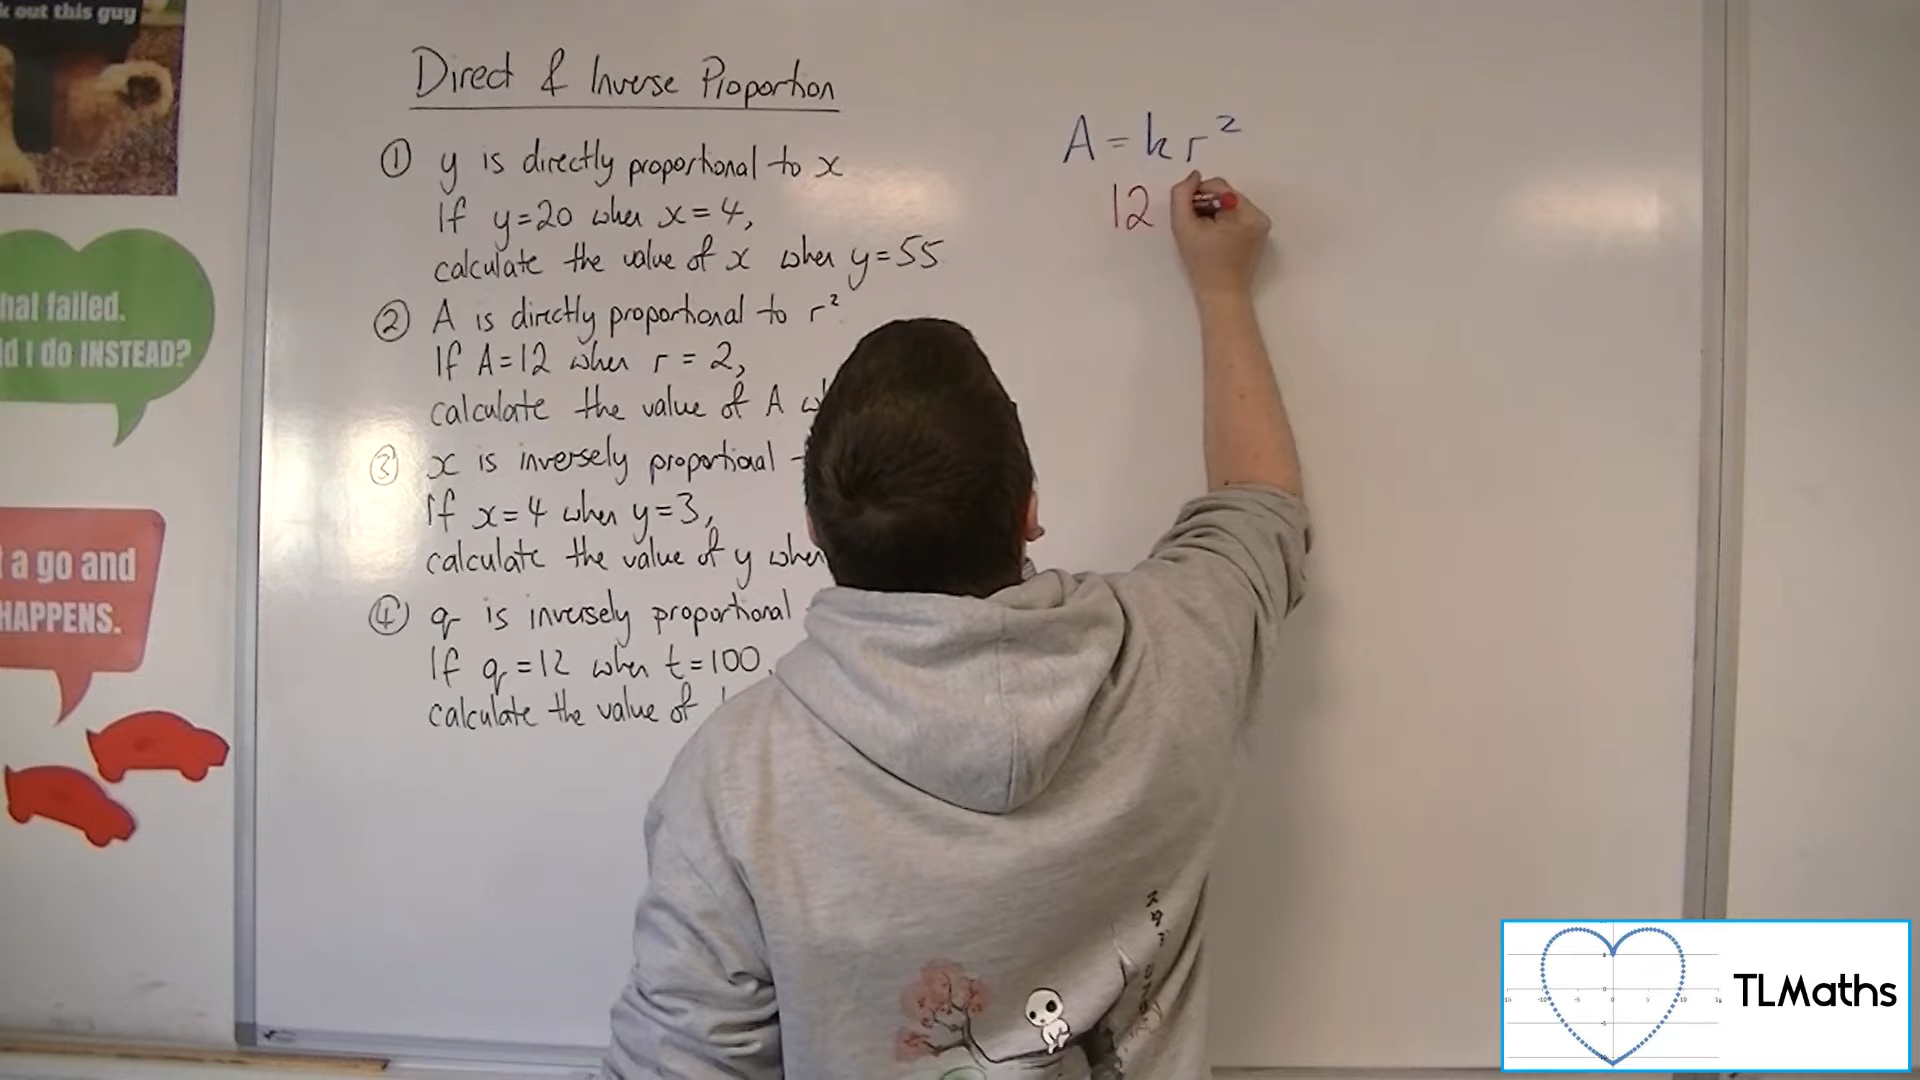 k out this guy
hat failed.
d I do INSTEAD?
a go and
HAPPENS.
Direct & Inverse Proportion
① y is directly proportional to x
If y=20 when x=4,
calculate the value of x when y=55
② A is directly proportional to r²
If A=12 when r = 2,
calculate the value of A
③ x is inversely proportional
If x=4 when y=3,
calculate the value of y when
④ q is inversely proportional
If q=12 when t=100,
calculate the value of
A = kr²
12
TLMaths